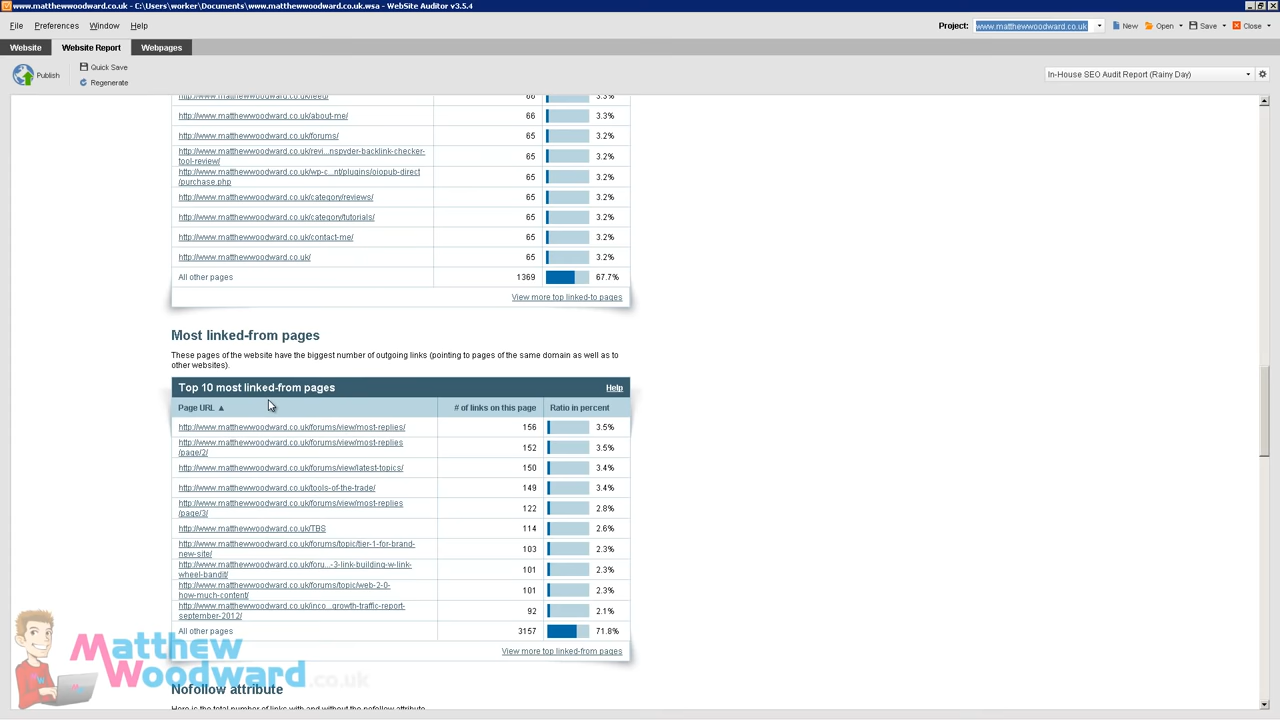 www.matthewwoodward.co.uk - C:\Users\worker\Documents\www.matthewwoodward.co.uk.wsa - WebSite Auditor v3.5.4
File Preferences Window Help Project: www.matthewwoodward.co.uk New Open Save Close
Website Website Report Webpages
Publish Quick Save Regenerate In-House SEO Audit Report (Rainy Day)
http://www.matthewwoodward.co.uk/feed/ 66 3.3%
http://www.matthewwoodward.co.uk/about-me/ 66 3.3%
http://www.matthewwoodward.co.uk/forums/ 65 3.2%
http://www.matthewwoodward.co.uk/revi...nspyder-backlink-checker-
tool-review/ 65 3.2%
http://www.matthewwoodward.co.uk/wp-c...nt/plugins/oiopub-direct
/purchase.php 65 3.2%
http://www.matthewwoodward.co.uk/category/reviews/ 65 3.2%
http://www.matthewwoodward.co.uk/category/tutorials/ 65 3.2%
http://www.matthewwoodward.co.uk/contact-me/ 65 3.2%
http://www.matthewwoodward.co.uk/ 65 3.2%
All other pages 1369 67.7%
View more top linked-to pages
Most linked-from pages
These pages of the website have the biggest number of outgoing links (pointing to pages of the same domain as well as to
other websites).
Top 10 most linked-from pages Help
Page URL ▲ # of links on this page Ratio in percent
http://www.matthewwoodward.co.uk/forums/view/most-replies/ 156 3.5%
http://www.matthewwoodward.co.uk/forums/view/most-replies
/page/2/ 152 3.5%
http://www.matthewwoodward.co.uk/forums/view/latest-topics/ 150 3.4%
http://www.matthewwoodward.co.uk/tools-of-the-trade/ 149 3.4%
http://www.matthewwoodward.co.uk/forums/view/most-replies
/page/3/ 122 2.8%
http://www.matthewwoodward.co.uk/TBS 114 2.6%
http://www.matthewwoodward.co.uk/forums/topic/tier-1-for-brand-
new-site/ 103 2.3%
http://www.matthewwoodward.co.uk/foru...-3-link-building-w-link-
wheel-bandit/ 101 2.3%
http://www.matthewwoodward.co.uk/forums/topic/web-2-0-
how-much-content/ 101 2.3%
http://www.matthewwoodward.co.uk/inco...growth-traffic-report-
september-2012/ 92 2.1%
All other pages 3157 71.8%
View more top linked-from pages
Matthew
Woodward.co.uk
Nofollow attribute
Here is the total number of links with and without the nofollow attribute